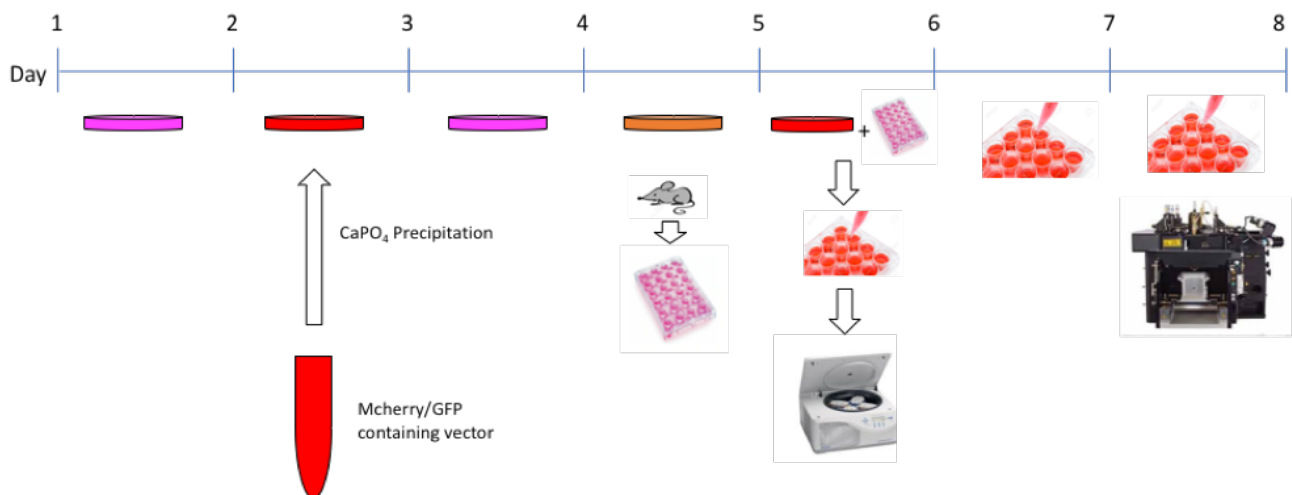 1 2 3 4 5 6 7 8
Day
+
CaPO₄ Precipitation
Mcherry/GFP
containing vector